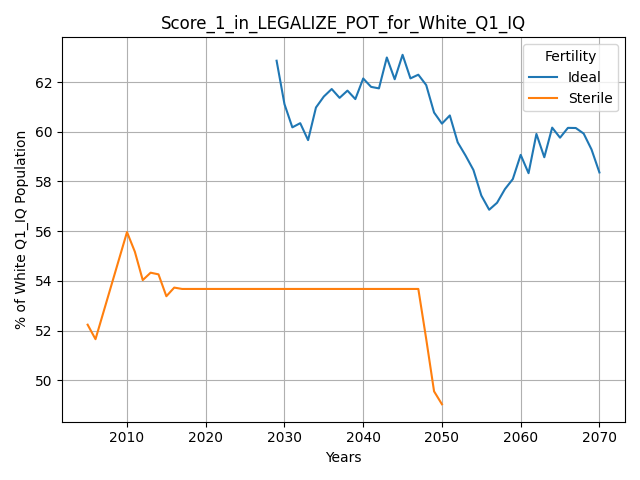 Score_1_in_LEGALIZE_POT_for_White_Q1_IQ
% of White Q1_IQ Population
62
60
58
56
54
52
50
Fertility
Ideal
Sterile
2010 2020 2030 2040 2050 2060 2070
Years